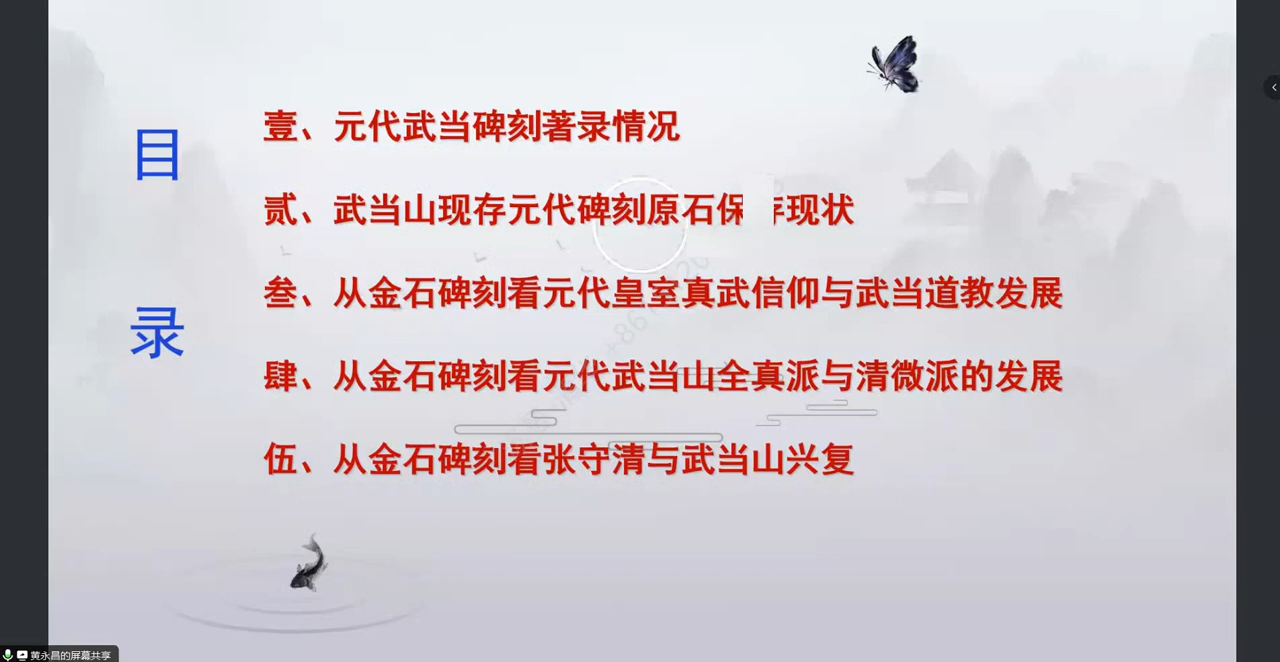 目录
壹、元代武当碑刻著录情况
贰、武当山现存元代碑刻原石保存现状
叁、从金石碑刻看元代皇室真武信仰与武当道教发展
肆、从金石碑刻看元代武当山全真派与清微派的发展
伍、从金石碑刻看张守清与武当山兴复
黄永昌的屏幕共享